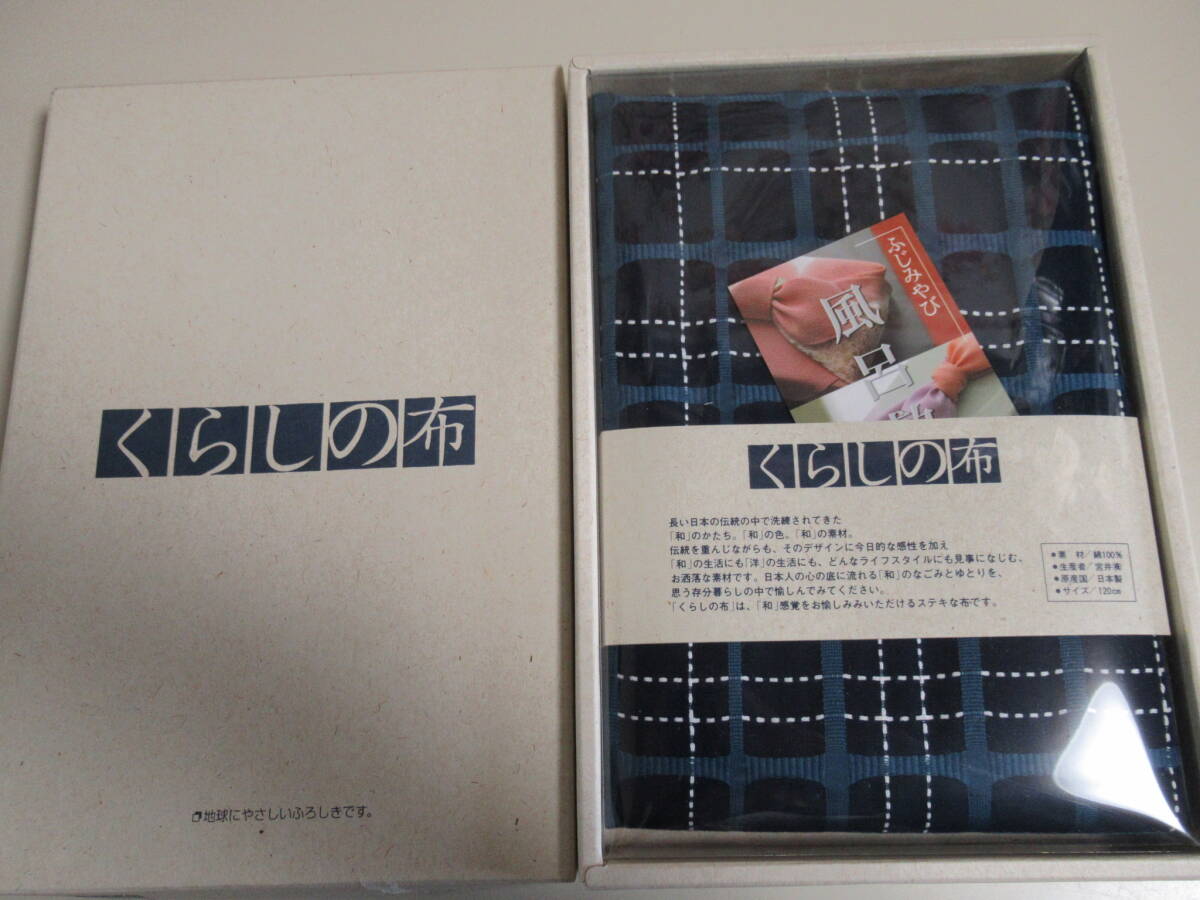 くらしの布
地球にやさしいふろしきです。
ふじみやび
風呂
くらしの布
長い日本の伝統の中で洗練されてきた
「和」のかたち。「和」の色。「和」の素材。
伝統を重んじながらも、そのデザインに今日的な感性を加え
「和」の生活にも「洋」の生活にも、どんなライフスタイルにも見事になじむ、
お洒落な素材です。日本人の心の底に流れる「和」のなごみとゆとりを、
思う存分暮らしの中で愉しんでみてください。
「くらしの布」は、「和」感覚をお愉しみみいただけるステキな布です。
●素　材／綿100%
●生産者／宮井㈱
●原産国／日本製
●サイズ／120㎝